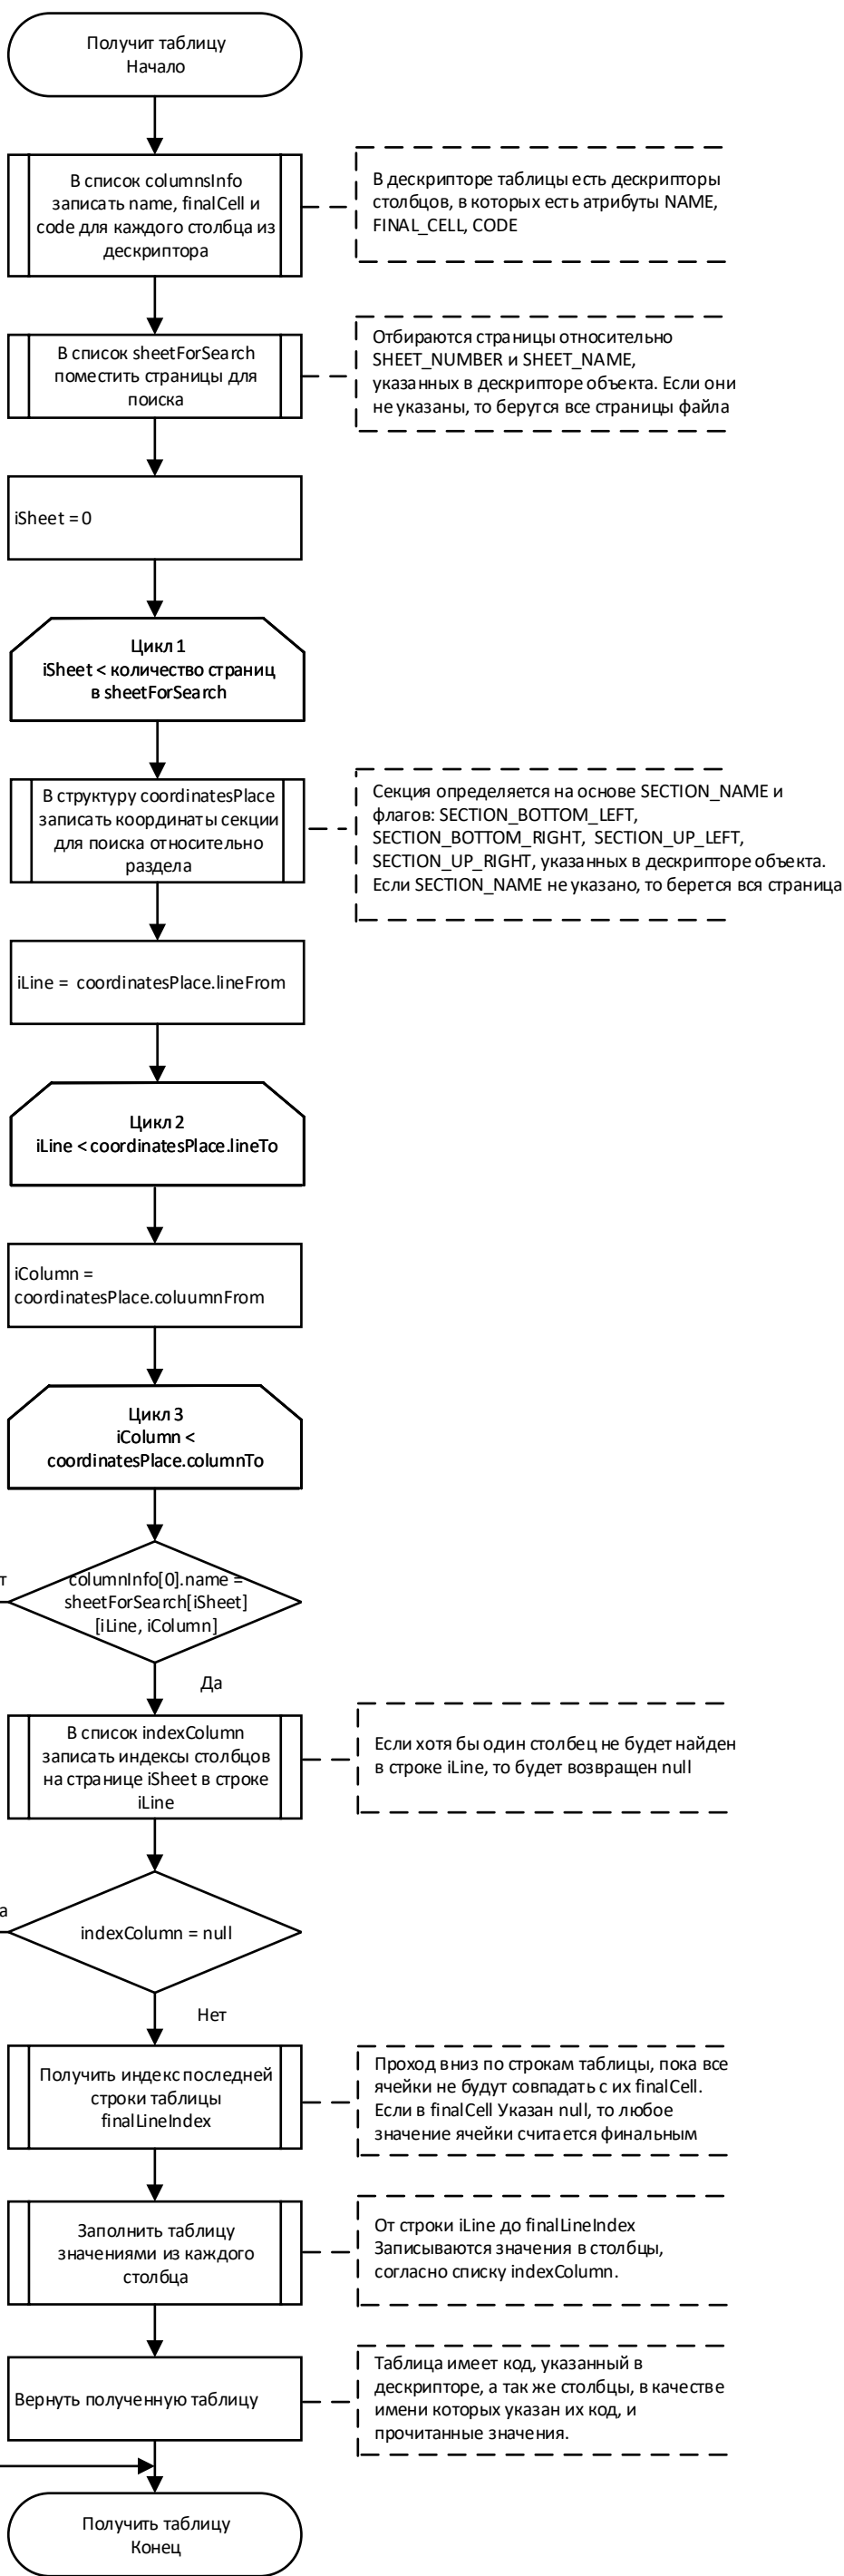 Получит таблицу
Начало
В список columnsInfo
записать name, finalCell и
code для каждого столбца из
дескриптора
В дескрипторе таблицы есть дескрипторы
столбцов, в которых есть атрибуты NAME,
FINAL_CELL, CODE
В список sheetForSearch
поместить страницы для
поиска
Отбираются страницы относительно
SHEET_NUMBER и SHEET_NAME,
указанных в дескрипторе объекта. Если они
не указаны, то берутся все страницы файла
iSheet = 0
Цикл 1
iSheet < количество страниц
в sheetForSearch
В структуру coordinatesPlace
записать координаты секции
для поиска относительно
раздела
Секция определяется на основе SECTION_NAME и
флагов: SECTION_BOTTOM_LEFT,
SECTION_BOTTOM_RIGHT, SECTION_UP_LEFT,
SECTION_UP_RIGHT, указанных в дескрипторе объекта.
Если SECTION_NAME не указано, то берется вся страница
iLine = coordinatesPlace.lineFrom
Цикл 2
iLine < coordinatesPlace.lineTo
iColumn =
coordinatesPlace.coluumnFrom
Цикл 3
iColumn <
coordinatesPlace.columnTo
т
columnInfo[0].name =
sheetForSearch[iSheet]
[iLine, iColumn]
Да
В список indexColumn
записать индексы столбцов
на странице iSheet в строке
iLine
Если хотя бы один столбец не будет найден
в строке iLine, то будет возвращен null
а
indexColumn = null
Нет
Получить индекс последней
строки таблицы
finalLineIndex
Проход вниз по строкам таблицы, пока все
ячейки не будут совпадать с их finalCell.
Если в finalCell Указан null, то любое
значение ячейки считается финальным
Заполнить таблицу
значениями из каждого
столбца
От строки iLine до finalLineIndex
Записываются значения в столбцы,
согласно списку indexColumn.
Вернуть полученную таблицу
Таблица имеет код, указанный в
дескрипторе, а так же столбцы, в качестве
имени которых указан их код, и
прочитанные значения.
Получить таблицу
Конец